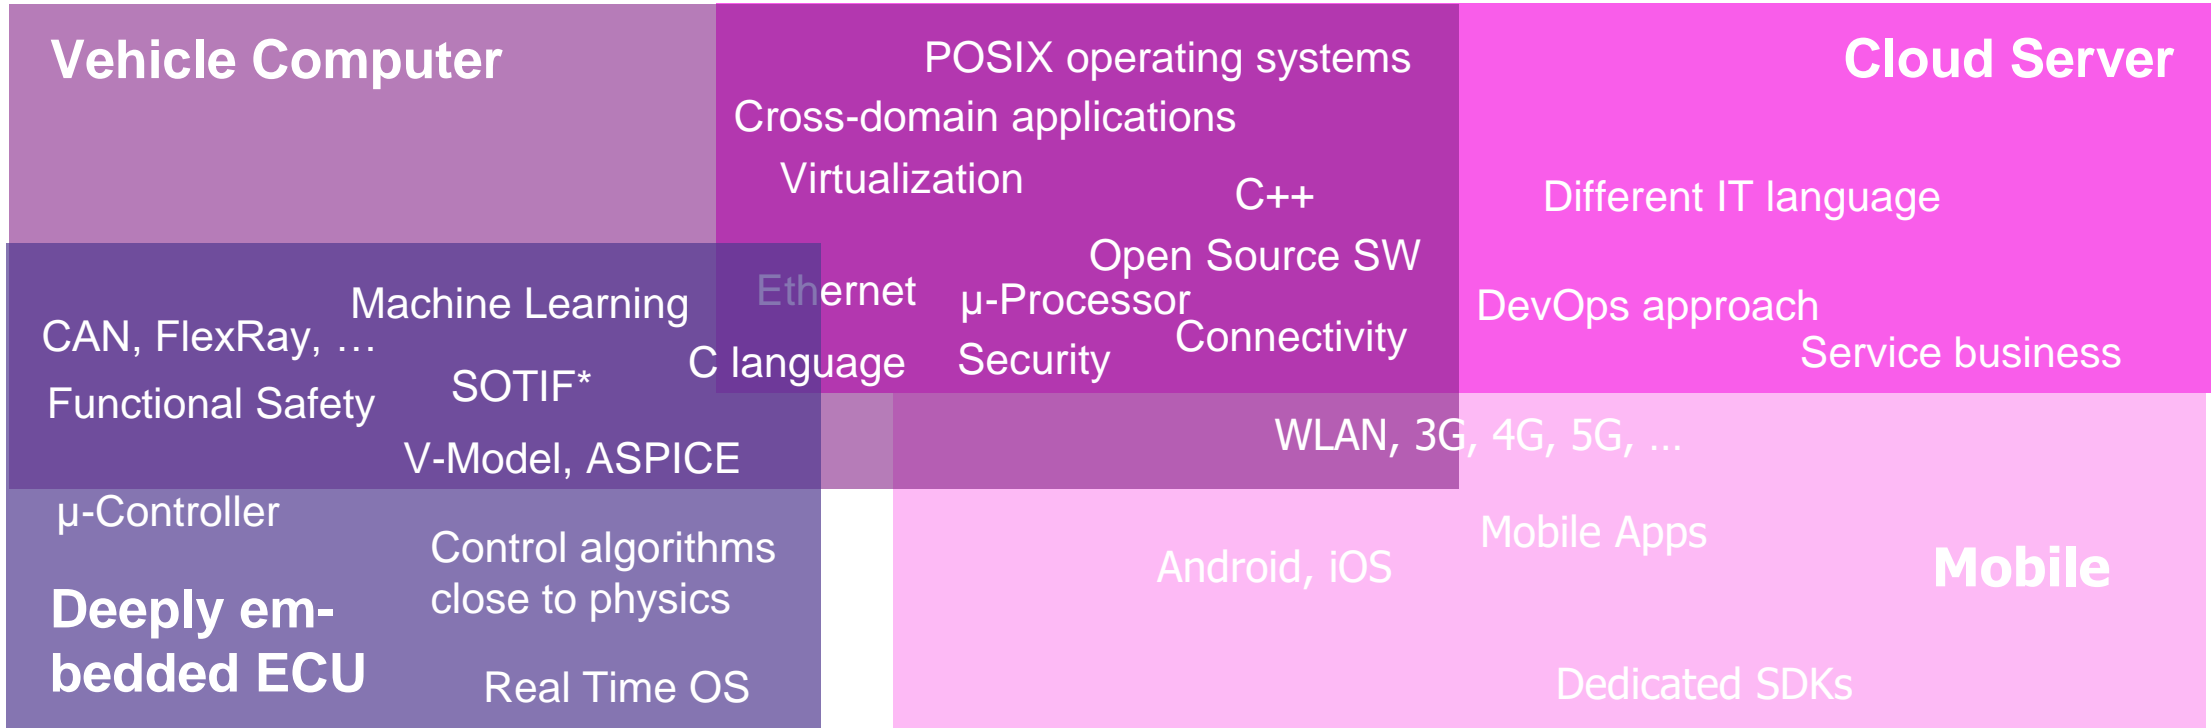 Vehicle Computer
POSIX operating systems
Cloud Server
Cross-domain applications
Virtualization
C++
Different IT language
Open Source SW
Machine Learning
Ethernet
µ-Processor
DevOps approach
CAN, FlexRay, …
Connectivity
Service business
C language
Security
SOTIF*
Functional Safety
WLAN, 3G, 4G, 5G, …
V-Model, ASPICE
µ-Controller
Mobile Apps
Control algorithms
close to physics
Android, iOS
Mobile
Deeply em-
bedded ECU
Real Time OS
Dedicated SDKs